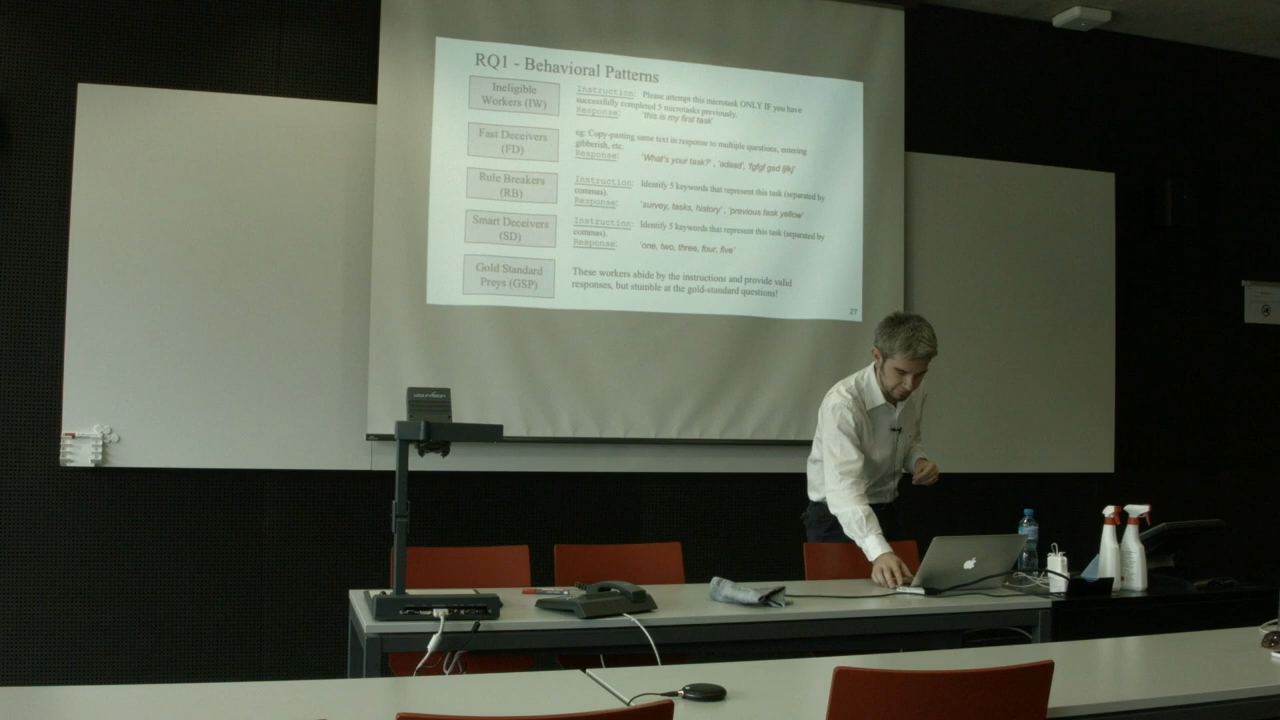 RQ1 - Behavioral Patterns
Ineligible
Workers (IW)
Instruction: Please attempt this microtask ONLY IF you have
successfully completed 5 microtasks previously.
Response: 'this is my first task'
Fast Deceivers
(FD)
eg: Copy-pasting same text in response to multiple questions, entering
gibberish, etc.
Response: 'What's your task?' , 'adasd', 'fgfgf gsd ljlkj'
Rule Breakers
(RB)
Instruction: Identify 5 keywords that represent this task (separated by
commas).
Response: 'survey, tasks, history' , 'previous task yellow'
Smart Deceivers
(SD)
Instruction: Identify 5 keywords that represent this task (separated by
commas).
Response: 'one, two, three, four, five'
Gold Standard
Preys (GSP)
These workers abide by the instructions and provide valid
responses, but stumble at the gold-standard questions!
27